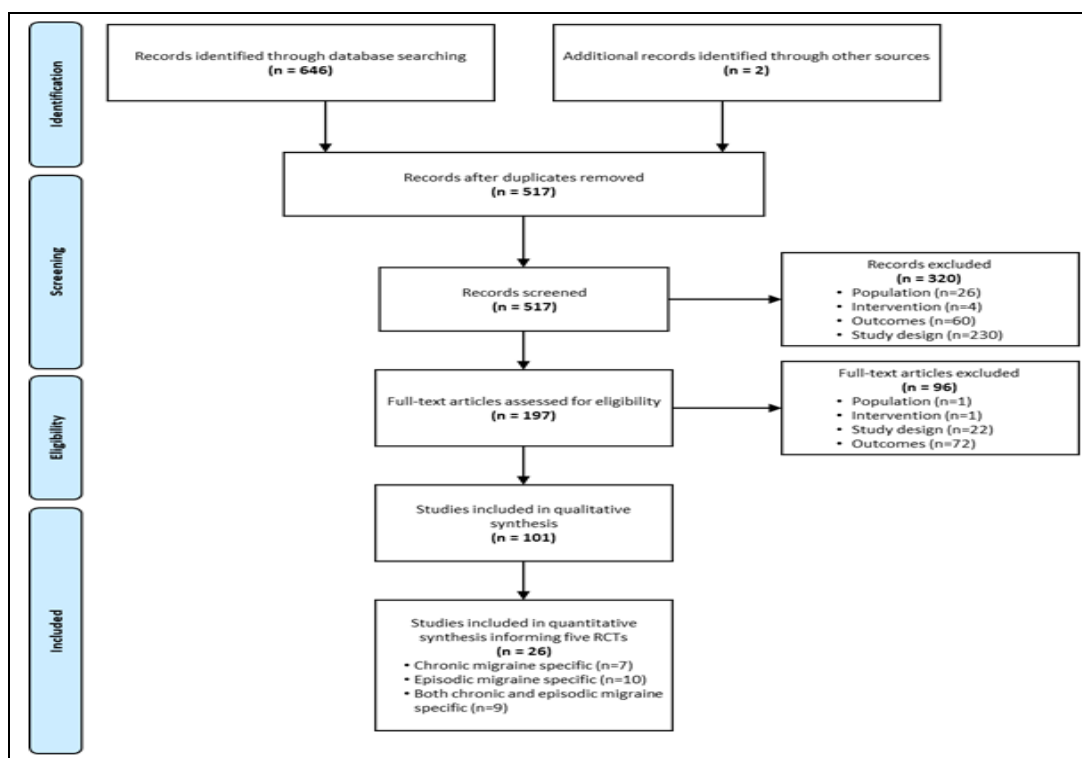 Identification
Records identified through database searching
(n = 646)
Additional records identified through other sources
(n = 2)
Records after duplicates removed
(n = 517)
Screening
Records screened
(n = 517)
Records excluded
(n = 320)
• Population (n=26)
• Intervention (n=4)
• Outcomes (n=60)
• Study design (n=230)
Eligibility
Full-text articles assessed for eligibility
(n = 197)
Full-text articles excluded
(n = 96)
• Population (n=1)
• Intervention (n=1)
• Study design (n=22)
• Outcomes (n=72)
Included
Studies included in qualitative
synthesis
(n = 101)
Studies included in quantitative
synthesis informing five RCTs
(n = 26)
• Chronic migraine specific (n=7)
• Episodic migraine specific (n=10)
• Both chronic and episodic migraine
specific (n=9)